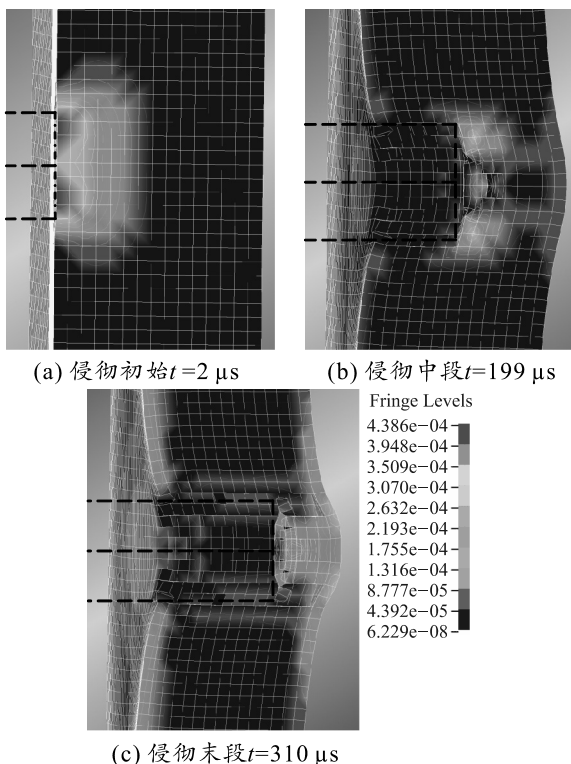 (a) 侵彻初始t =2 μs
(b) 侵彻中段t=199 μs
Fringe Levels
4.386e−04
3.948e−04
3.509e−04
3.070e−04
2.632e−04
2.193e−04
1.755e−04
1.316e−04
8.777e−05
4.392e−05
6.229e−08
(c) 侵彻末段t=310 μs